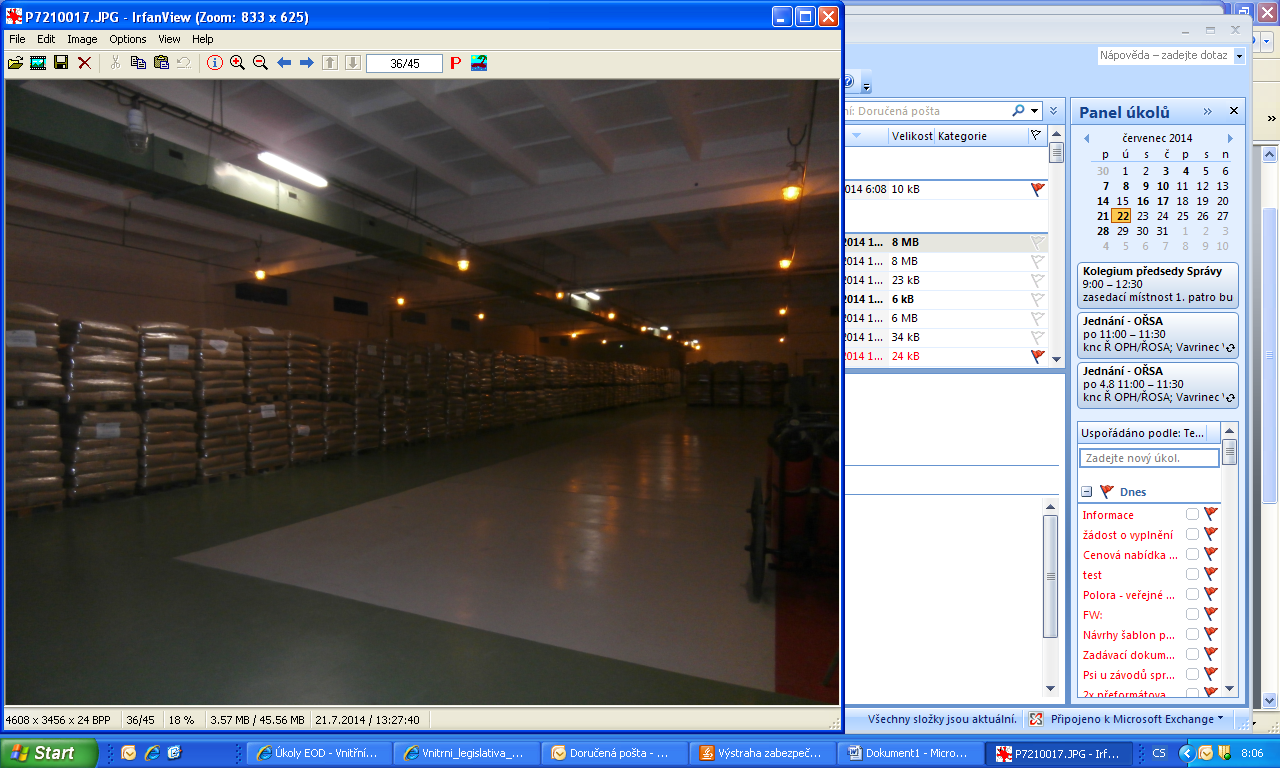 P7210017.JPG - IrfanView (Zoom: 833 x 625)
File Edit Image Options View Help
36/45
4608 x 3456 x 24 BPP 36/45 18 % 3.57 MB / 45.56 MB 21.7.2014 / 13:27:40
Nápověda – zadejte dotaz
Doručená pošta
Velikost Kategorie
014 6:08 10 kB
2014 1... 8 MB
2014 1... 8 MB
2014 1... 23 kB
2014 1... 6 kB
2014 1... 6 MB
2014 1... 34 kB
2014 1... 24 kB
Všechny složky jsou aktuální. Připojeno k Microsoft Exchange
Panel úkolů
červenec 2014
p ú s č p s n
30 1 2 3 4 5 6
7 8 9 10 11 12 13
14 15 16 17 18 19 20
21 22 23 24 25 26 27
28 29 30 31 1 2 3
4 5 6 7 8 9 10
Kolegium předsedy Správy
9:00 – 12:30
zasedací místnost 1. patro bu
Jednání - OŘSA
po 11:00 – 11:30
knc Ř OPH/ŘOSA; Vavrinec V
Jednání - OŘSA
po 4.8 11:00 – 11:30
knc Ř OPH/ŘOSA; Vavrinec V
Uspořádáno podle: Te...
Zadejte nový úkol.
Dnes
Informace
žádost o vyplnění
Cenová nabídka ...
test
Polora - veřejné ...
FW:
Návrhy šablon p...
Zadávací dokum...
Psi u závodů spr...
2x přeformátova
Start
Úkoly EOD - Vnitřní...
Vnitrni_legislativa_...
Doručená pošta - ...
Výstraha zabezpeč...
Dokument1 - Micro...
P7210017.JPG - Irf...
CS
8:06